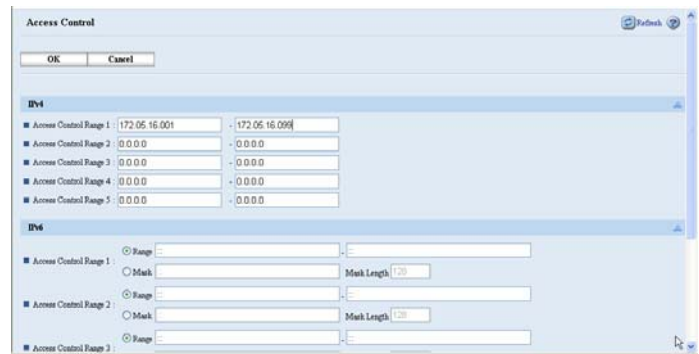 Access Control
Refresh ?
OK Cancel
IPv4
Access Control Range 1 : 172.05.16.001 - 172.05.16.099
Access Control Range 2 : 0.0.0.0 - 0.0.0.0
Access Control Range 3 : 0.0.0.0 - 0.0.0.0
Access Control Range 4 : 0.0.0.0 - 0.0.0.0
Access Control Range 5 : 0.0.0.0 - 0.0.0.0
IPv6
Access Control Range 1 :
Range :: - ::
Mask :: Mask Length 128
Access Control Range 2 :
Range :: - ::
Mask :: Mask Length 128
Access Control Range 3 :
Range :: - ::